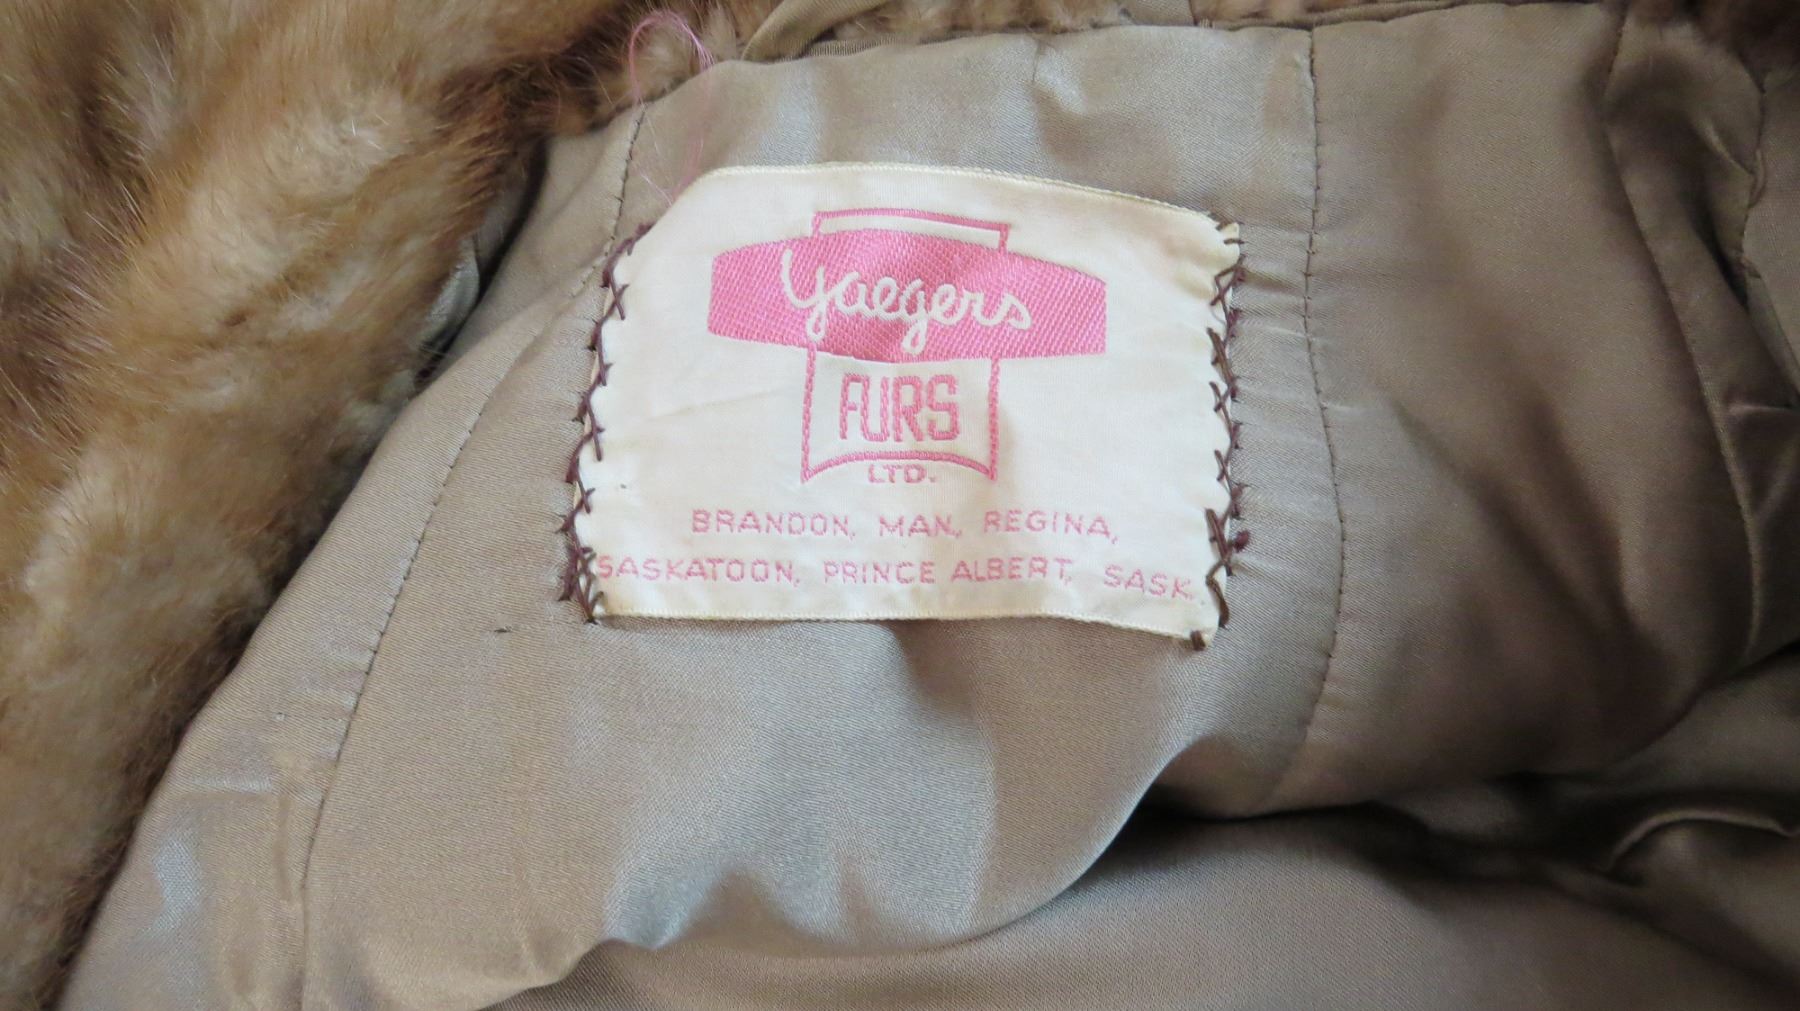 Yaegers
FURS
LTD.
BRANDON, MAN, REGINA,
SASKATOON, PRINCE ALBERT, SASK.